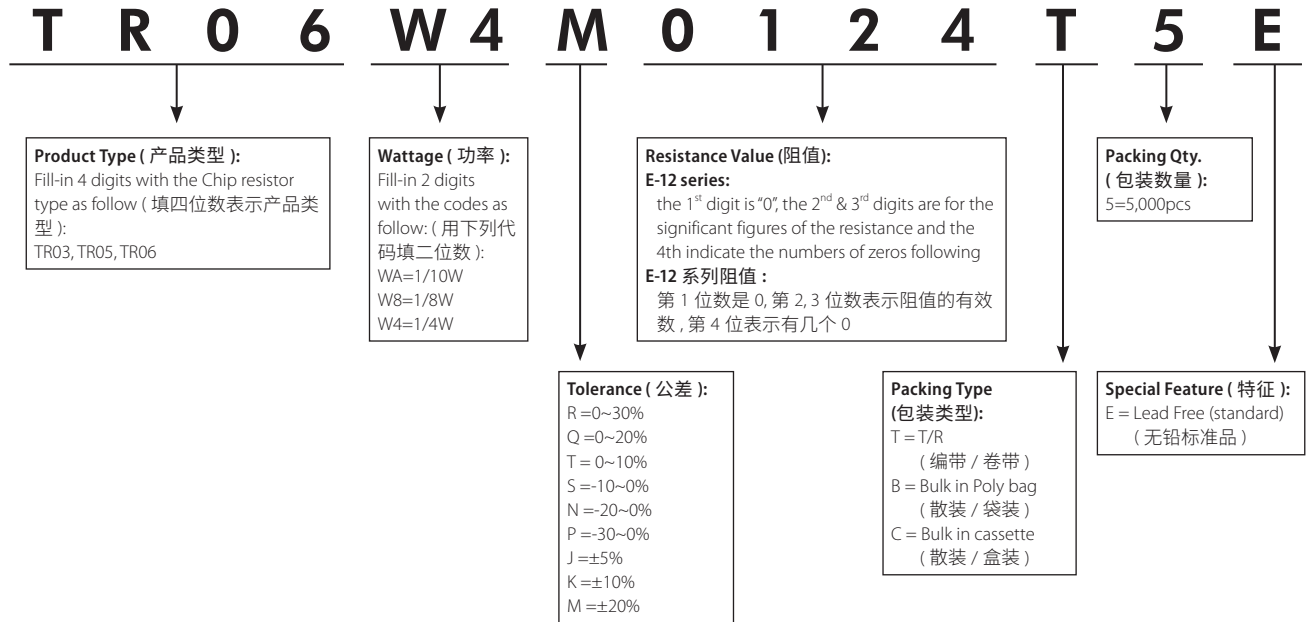 T R 0 6 W 4 M 0 1 2 4 T 5 E
Product Type ( 产品类型 ):
Fill-in 4 digits with the Chip resistor
type as follow ( 填四位数表示产品类
型 ):
TR03, TR05, TR06
Wattage ( 功率 ):
Fill-in 2 digits
with the codes as
follow: ( 用下列代
码填二位数 ):
WA=1/10W
W8=1/8W
W4=1/4W
Resistance Value (阻值):
E-12 series:
the 1st digit is "0", the 2nd & 3rd digits are for the
significant figures of the resistance and the
4th indicate the numbers of zeros following
E-12 系列阻值 :
第 1 位数是 0, 第 2, 3 位数表示阻值的有效
数 , 第 4 位表示有几个 0
Packing Qty.
( 包装数量 ):
5=5,000pcs
Tolerance ( 公差 ):
R =0~30%
Q =0~20%
T = 0~10%
S =-10~0%
N =-20~0%
P =-30~0%
J =±5%
K =±10%
M =±20%
Packing Type
(包装类型):
T = T/R
( 编带 / 卷带 )
B = Bulk in Poly bag
( 散装 / 袋装 )
C = Bulk in cassette
( 散装 / 盒装 )
Special Feature ( 特征 ):
E = Lead Free (standard)
( 无铅标准品 )